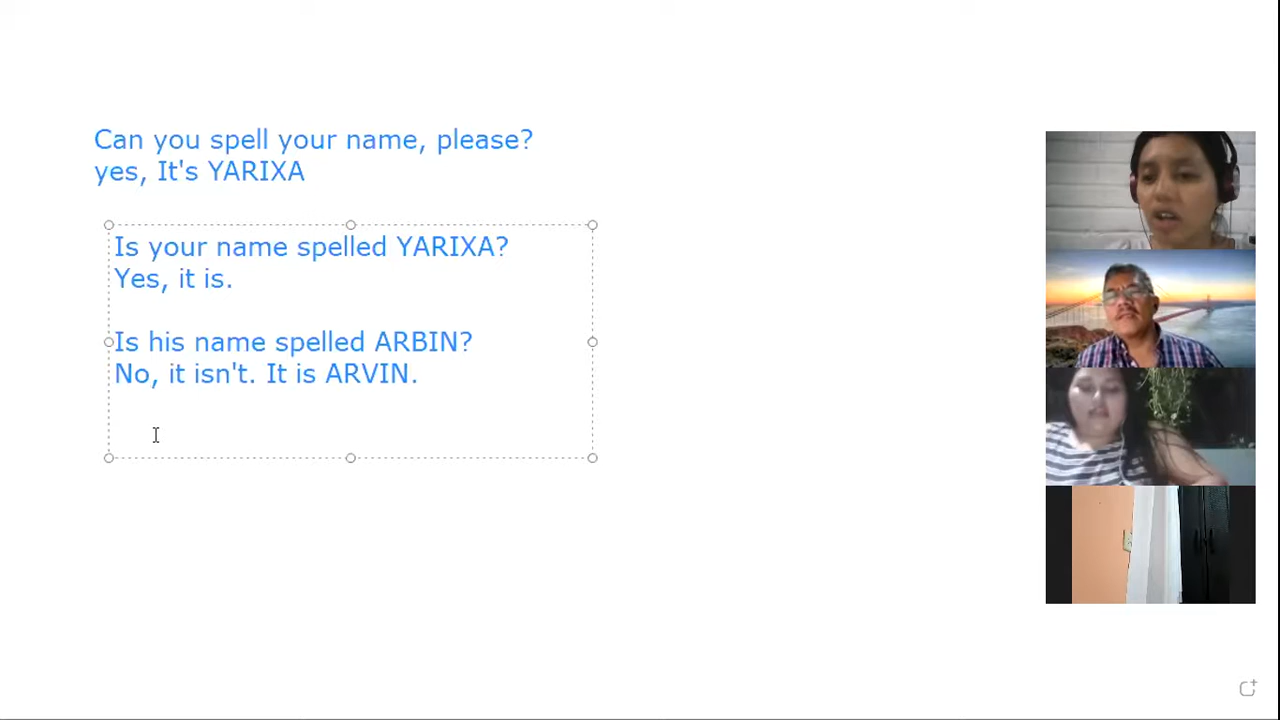 Can you spell your name, please?
yes, It's YARIXA
Is your name spelled YARIXA?
Yes, it is.
Is his name spelled ARBIN?
No, it isn't. It is ARVIN.